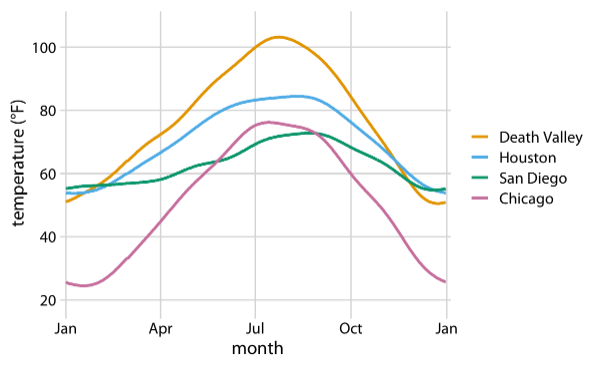 temperature (°F)
100
80
60
40
20
Jan Apr Jul Oct Jan
month
Death Valley
Houston
San Diego
Chicago